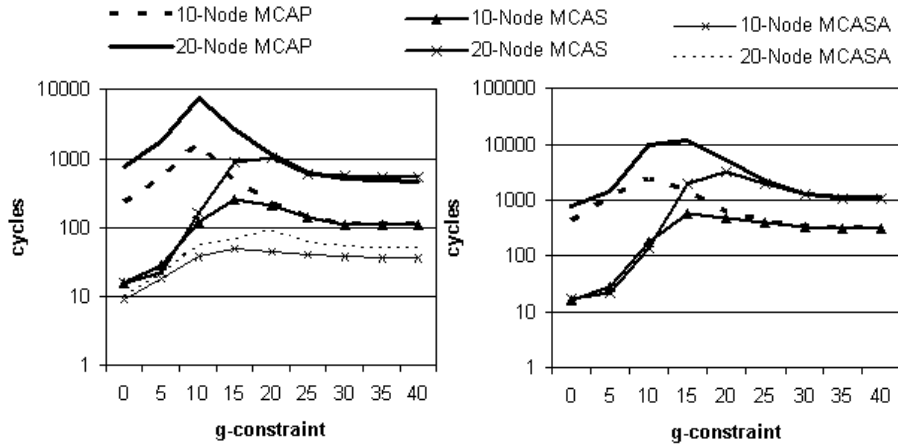 10-Node MCAP
10-Node MCAS
10-Node MCASA
20-Node MCAP
20-Node MCAS
20-Node MCASA
10000
1000
100
10
1
cycles
0 5 10 15 20 25 30 35 40
g-constraint
100000
10000
1000
100
10
1
cycles
0 5 10 15 20 25 30 35 40
g-constraint